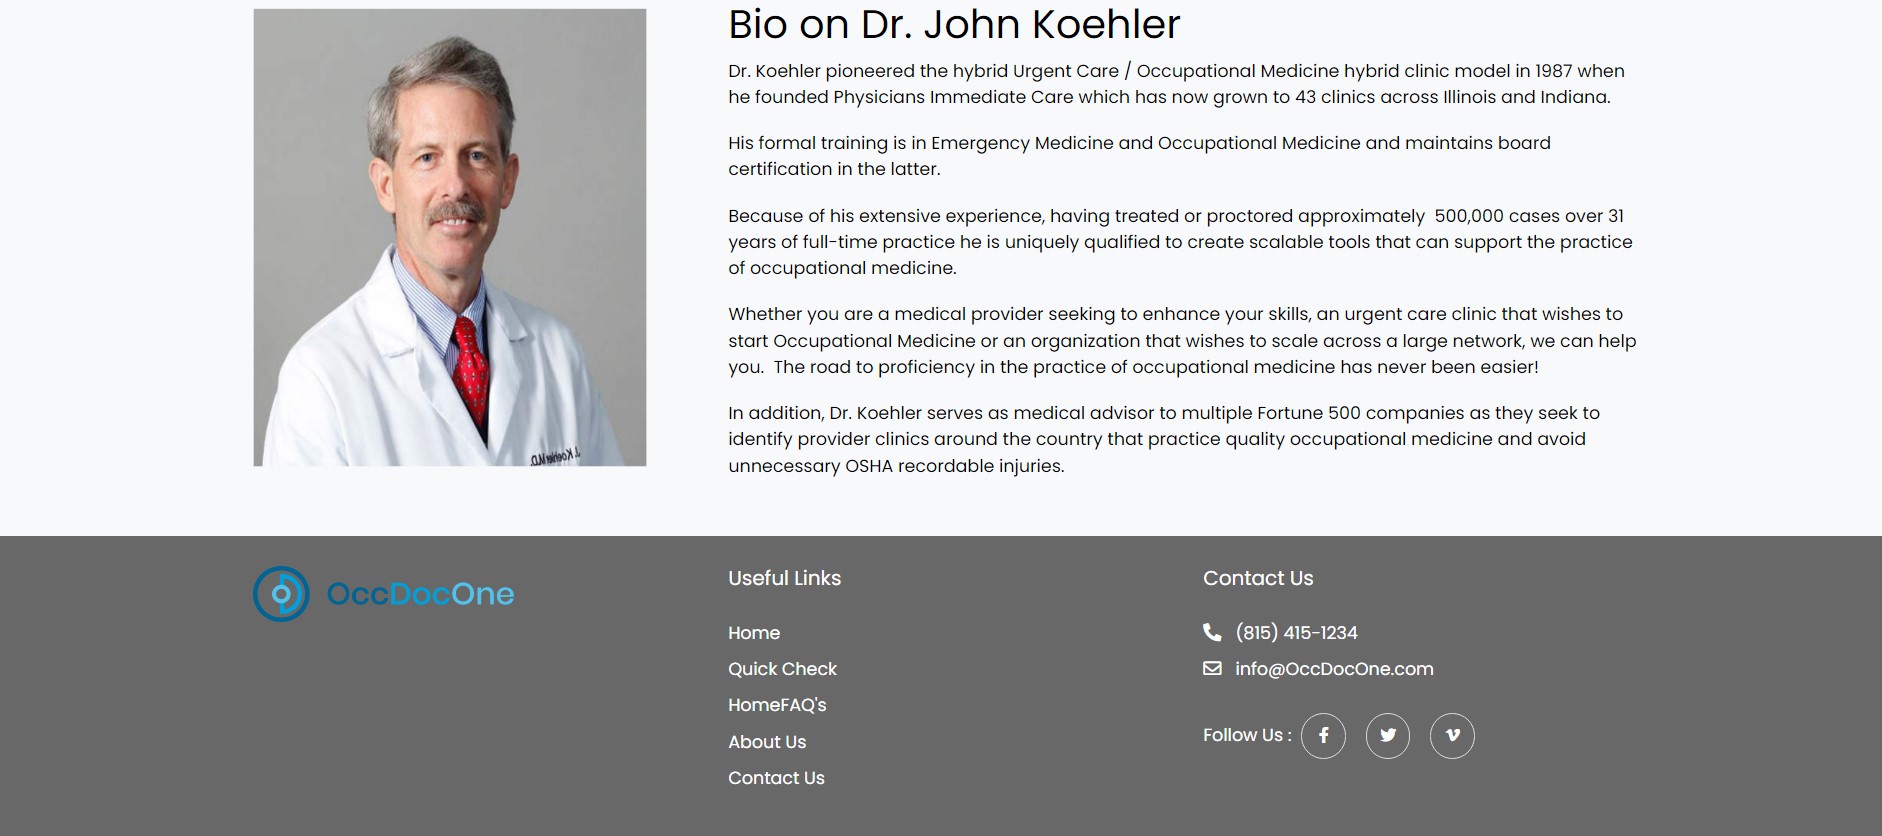 Bio on Dr. John Koehler
Dr. Koehler pioneered the hybrid Urgent Care / Occupational Medicine hybrid clinic model in 1987 when
he founded Physicians Immediate Care which has now grown to 43 clinics across Illinois and Indiana.
His formal training is in Emergency Medicine and Occupational Medicine and maintains board
certification in the latter.
Because of his extensive experience, having treated or proctored approximately  500,000 cases over 31
years of full-time practice he is uniquely qualified to create scalable tools that can support the practice
of occupational medicine.
Whether you are a medical provider seeking to enhance your skills, an urgent care clinic that wishes to
start Occupational Medicine or an organization that wishes to scale across a large network, we can help
you.  The road to proficiency in the practice of occupational medicine has never been easier!
In addition, Dr. Koehler serves as medical advisor to multiple Fortune 500 companies as they seek to
identify provider clinics around the country that practice quality occupational medicine and avoid
unnecessary OSHA recordable injuries.
J. Koehler M.D.
OccDocOne
Useful Links
Home
Quick Check
HomeFAQ's
About Us
Contact Us
Contact Us
(815) 415-1234
info@OccDocOne.com
Follow Us :